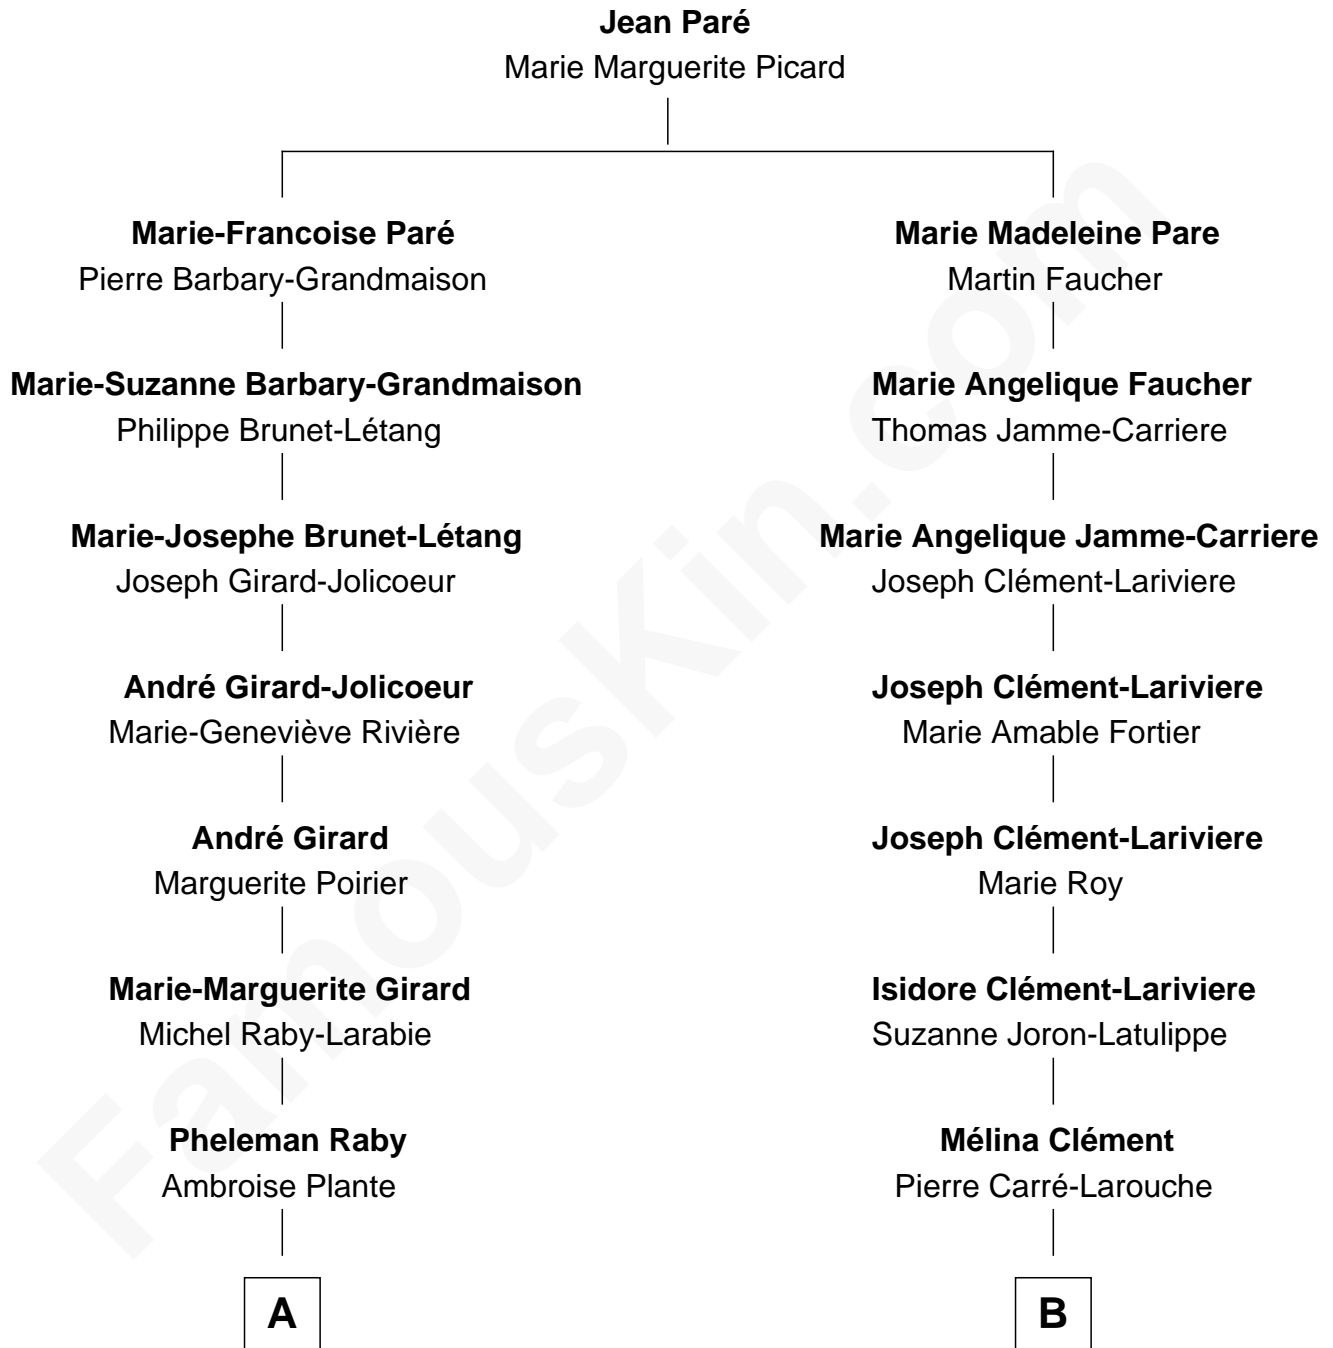 Jean Paré
Marie Marguerite Picard
Marie-Francoise Paré
Pierre Barbary-Grandmaison
Marie-Suzanne Barbary-Grandmaison
Philippe Brunet-Létang
Marie-Josephe Brunet-Létang
Joseph Girard-Jolicoeur
André Girard-Jolicoeur
Marie-Geneviève Rivière
André Girard
Marguerite Poirier
Marie-Marguerite Girard
Michel Raby-Larabie
Pheleman Raby
Ambroise Plante
A
Marie Madeleine Pare
Martin Faucher
Marie Angelique Faucher
Thomas Jamme-Carriere
Marie Angelique Jamme-Carriere
Joseph Clément-Lariviere
Joseph Clément-Lariviere
Marie Amable Fortier
Joseph Clément-Lariviere
Marie Roy
Isidore Clément-Lariviere
Suzanne Joron-Latulippe
Mélina Clément
Pierre Carré-Larouche
B
FamousKin.com